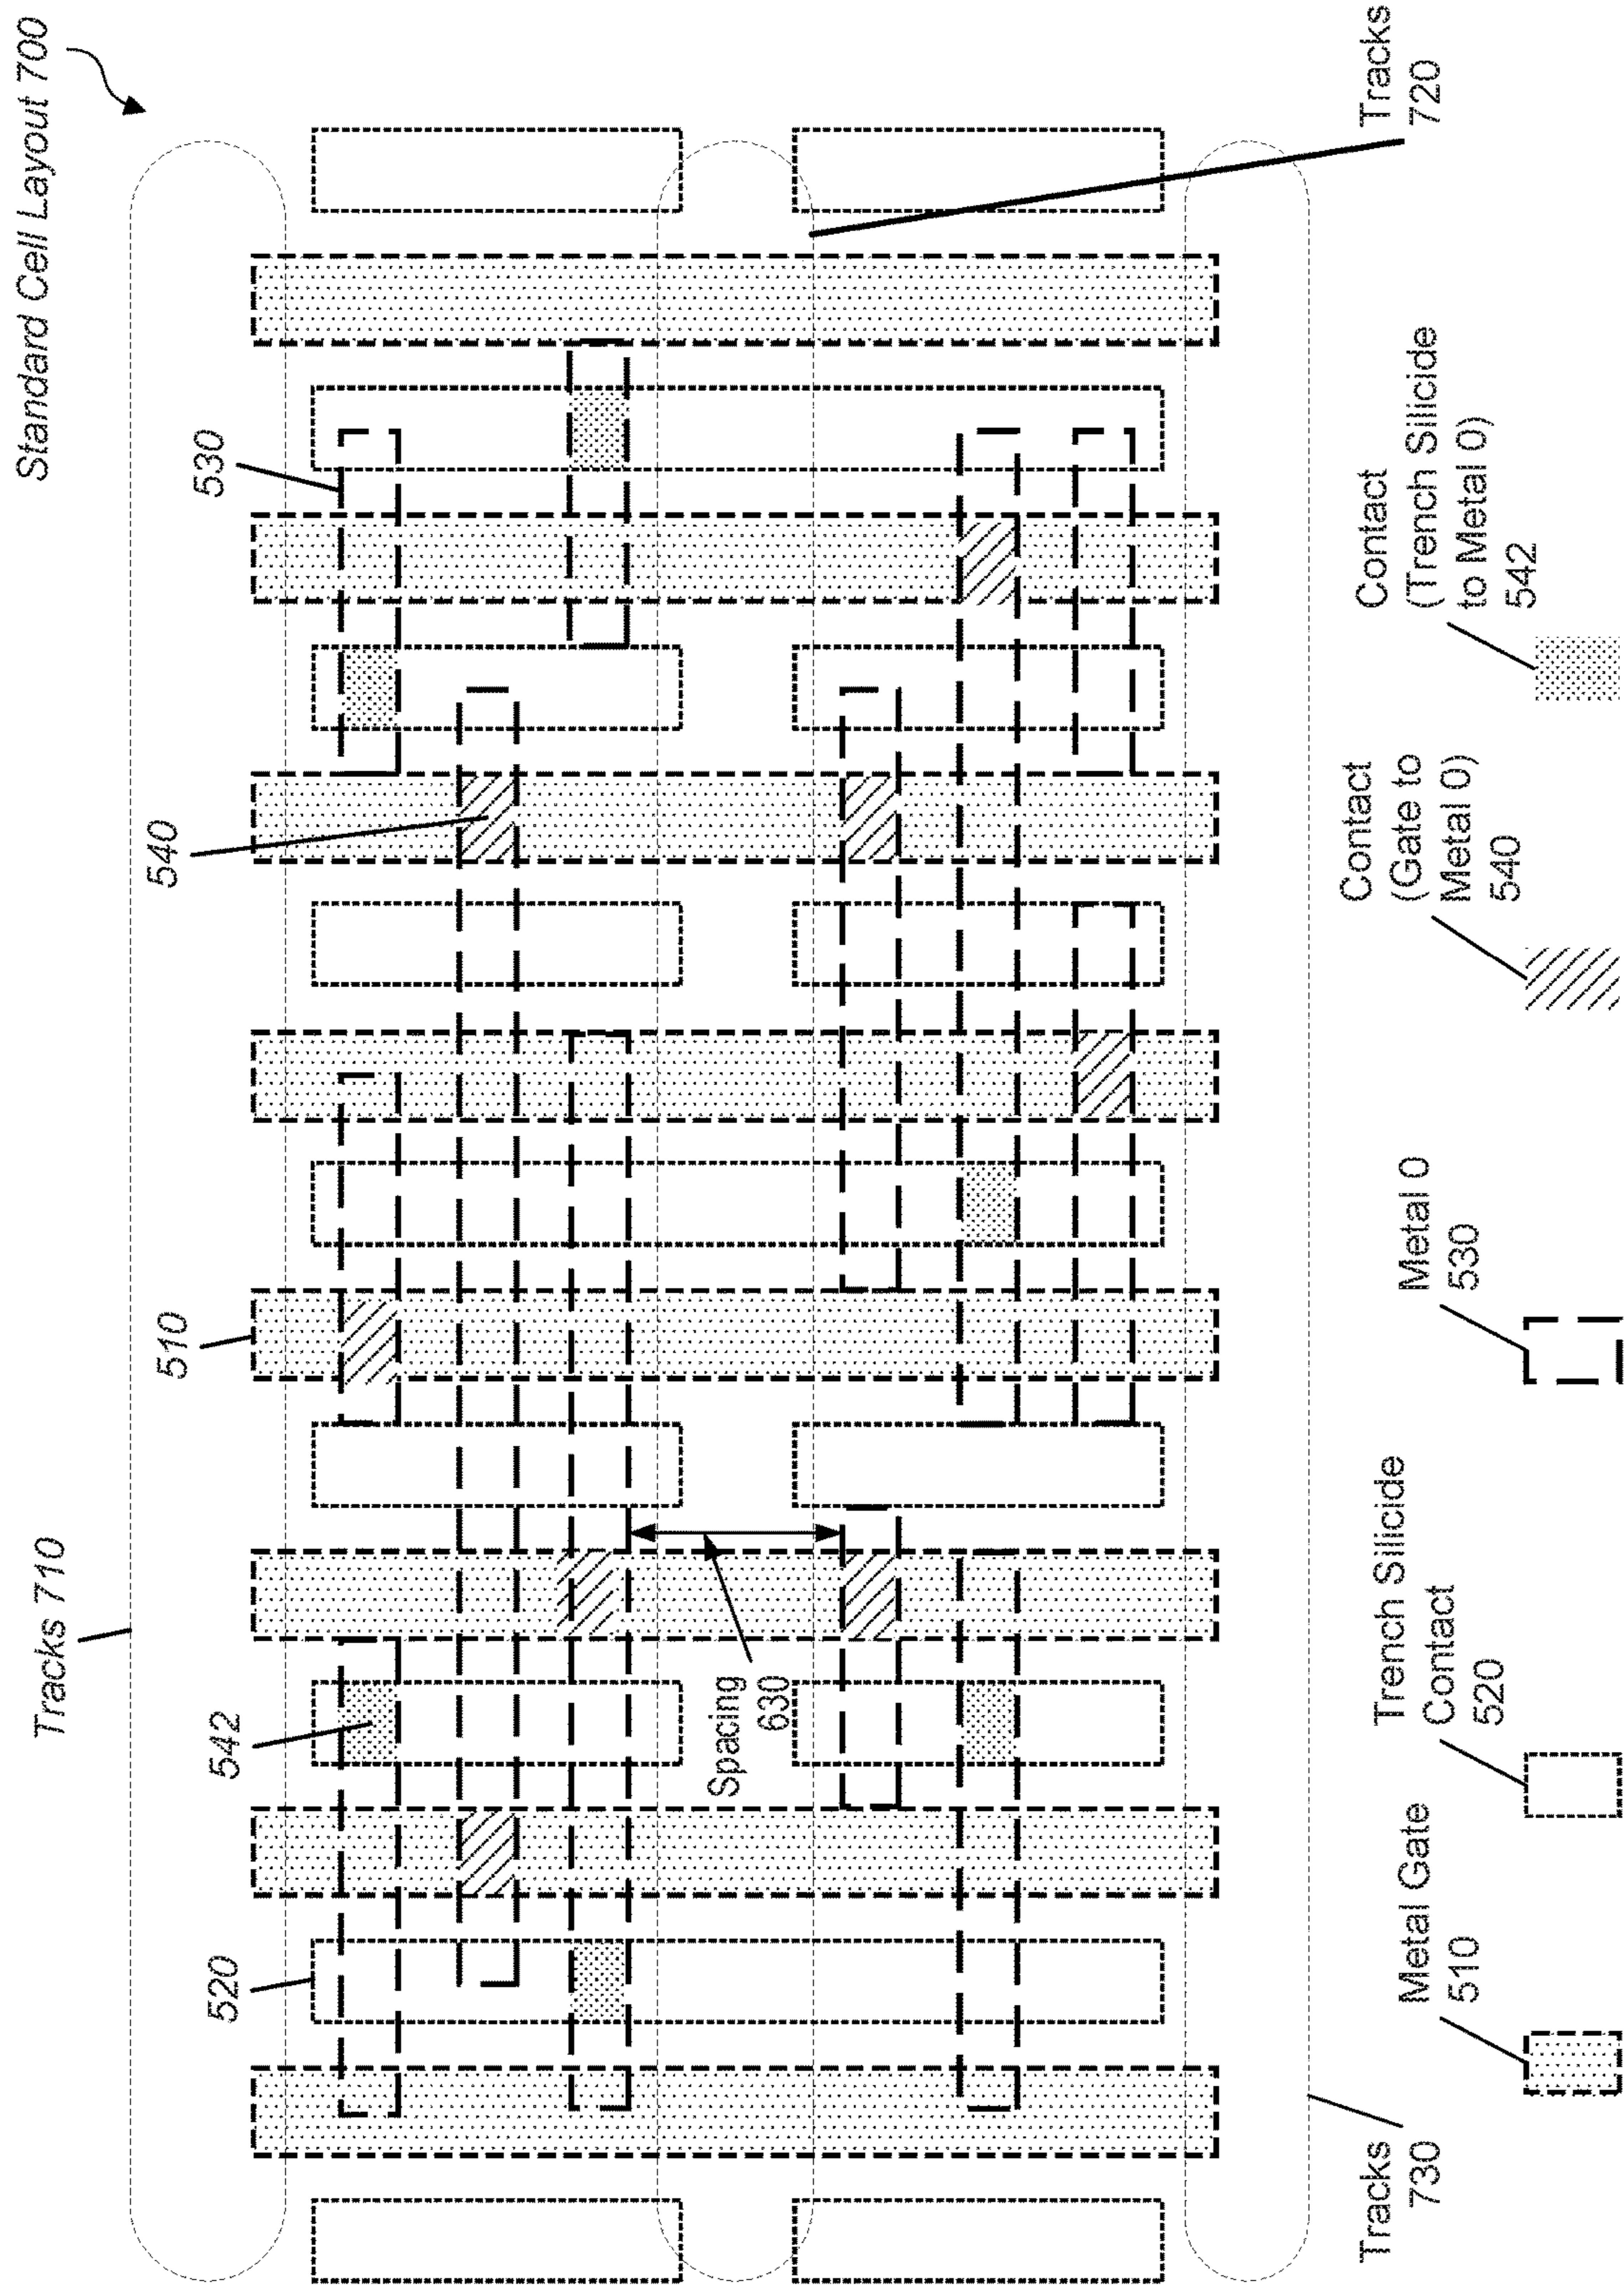 Standard Cell Layout 700
Tracks 710
520
542
510
540
530
Spacing
630
Tracks
730
Tracks
720
Metal Gate
510
Trench Silicide
Contact
520
Metal 0
530
Contact
(Gate to
Metal 0)
540
Contact
(Trench Silicide
to Metal 0)
542